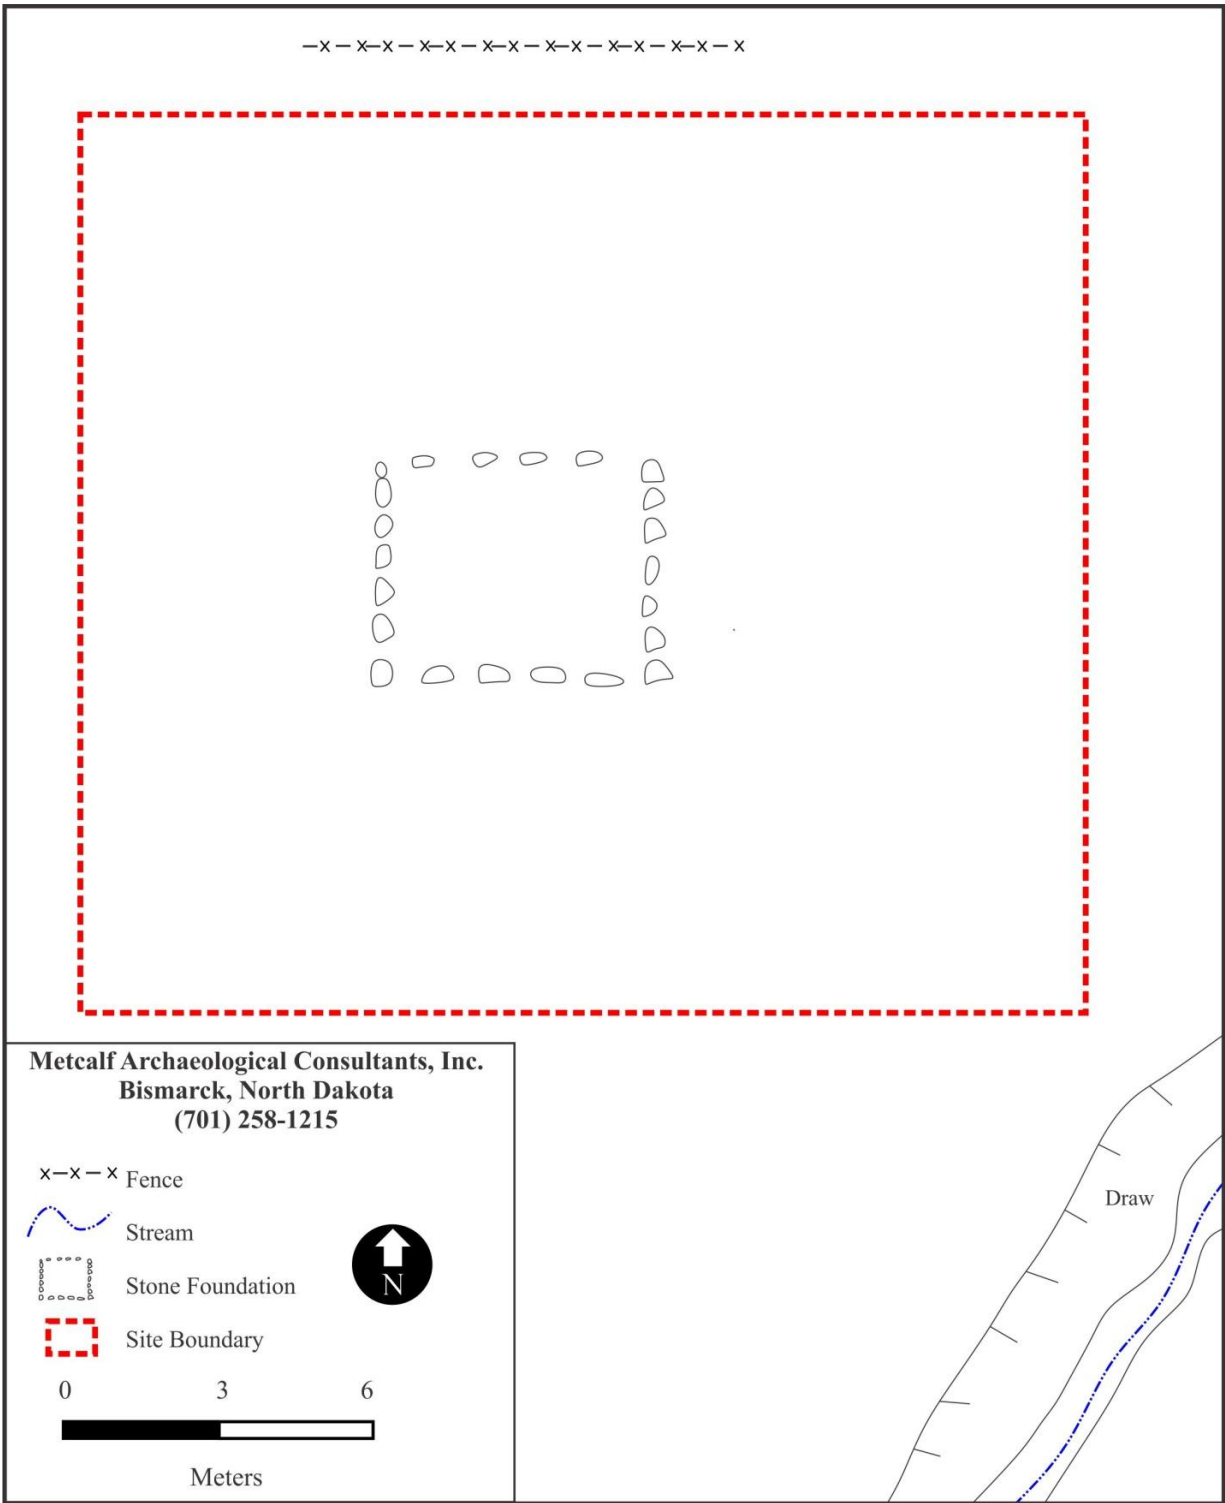 Metcalf Archaeological Consultants, Inc.
Bismarck, North Dakota
(701) 258-1215
Fence
Stream
N
Stone Foundation
Site Boundary
0 3 6
Meters
Draw